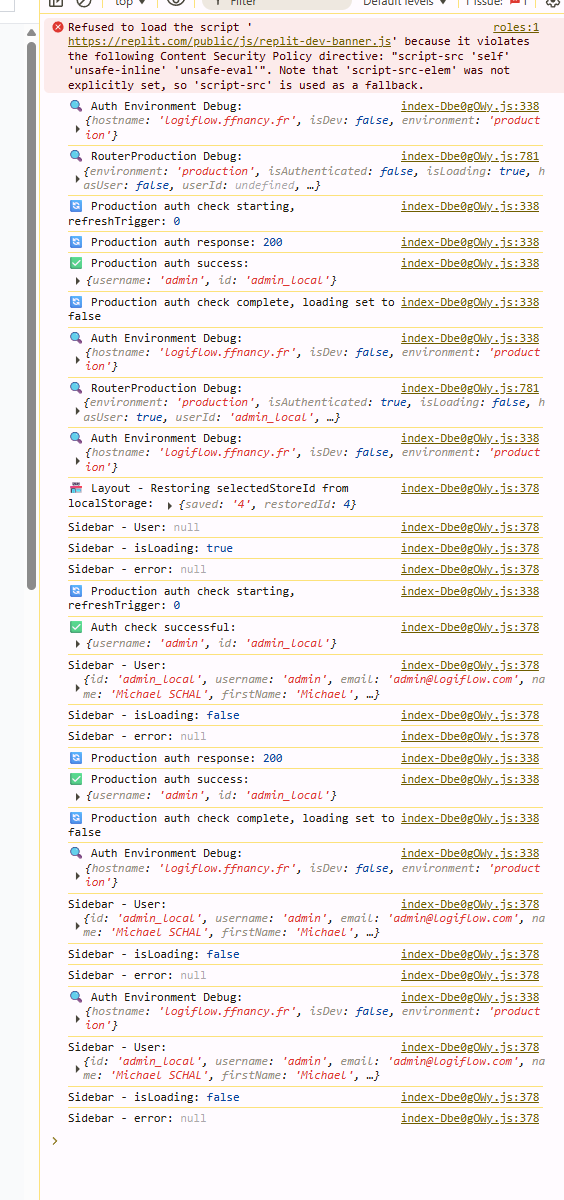 top
Filter
Default levels
1 Issue:
1
Refused to load the script '
roles:1
https://replit.com/public/js/replit-dev-banner.js' because it violates
the following Content Security Policy directive: "script-src 'self'
'unsafe-inline' 'unsafe-eval'". Note that 'script-src-elem' was not
explicitly set, so 'script-src' is used as a fallback.
Auth Environment Debug: index-Dbe0gOWy.js:338
{hostname: 'logiflow.ffnancy.fr', isDev: false, environment: 'product
ion'}
RouterProduction Debug: index-Dbe0gOWy.js:781
{environment: 'production', isAuthenticated: false, isLoading: true, h
asUser: false, userId: undefined, …}
Production auth check starting, index-Dbe0gOWy.js:338
refreshTrigger: 0
Production auth response: 200 index-Dbe0gOWy.js:338
Production auth success: index-Dbe0gOWy.js:338
{username: 'admin', id: 'admin_local'}
Production auth check complete, loading set to index-Dbe0gOWy.js:338
false
Auth Environment Debug: index-Dbe0gOWy.js:338
{hostname: 'logiflow.ffnancy.fr', isDev: false, environment: 'product
ion'}
RouterProduction Debug: index-Dbe0gOWy.js:781
{environment: 'production', isAuthenticated: true, isLoading: false, h
asUser: true, userId: 'admin_local', …}
Auth Environment Debug: index-Dbe0gOWy.js:338
{hostname: 'logiflow.ffnancy.fr', isDev: false, environment: 'product
ion'}
Layout - Restoring selectedStoreId from index-Dbe0gOWy.js:378
localStorage: {saved: '4', restoredId: 4}
Sidebar - User: null index-Dbe0gOWy.js:378
Sidebar - isLoading: true index-Dbe0gOWy.js:378
Sidebar - error: null index-Dbe0gOWy.js:378
Production auth check starting, index-Dbe0gOWy.js:338
refreshTrigger: 0
Auth check successful: index-Dbe0gOWy.js:378
{username: 'admin', id: 'admin_local'}
Sidebar - User: index-Dbe0gOWy.js:378
{id: 'admin_local', username: 'admin', email: 'admin@logiflow.com', na
me: 'Michael SCHAL', firstName: 'Michael', …}
Sidebar - isLoading: false index-Dbe0gOWy.js:378
Sidebar - error: null index-Dbe0gOWy.js:378
Production auth response: 200 index-Dbe0gOWy.js:338
Production auth success: index-Dbe0gOWy.js:338
{username: 'admin', id: 'admin_local'}
Production auth check complete, loading set to index-Dbe0gOWy.js:338
false
Auth Environment Debug: index-Dbe0gOWy.js:338
{hostname: 'logiflow.ffnancy.fr', isDev: false, environment: 'product
ion'}
Sidebar - User: index-Dbe0gOWy.js:378
{id: 'admin_local', username: 'admin', email: 'admin@logiflow.com', na
me: 'Michael SCHAL', firstName: 'Michael', …}
Sidebar - isLoading: false index-Dbe0gOWy.js:378
Sidebar - error: null index-Dbe0gOWy.js:378
Auth Environment Debug: index-Dbe0gOWy.js:338
{hostname: 'logiflow.ffnancy.fr', isDev: false, environment: 'product
ion'}
Sidebar - User: index-Dbe0gOWy.js:378
{id: 'admin_local', username: 'admin', email: 'admin@logiflow.com', na
me: 'Michael SCHAL', firstName: 'Michael', …}
Sidebar - isLoading: false index-Dbe0gOWy.js:378
Sidebar - error: null index-Dbe0gOWy.js:378